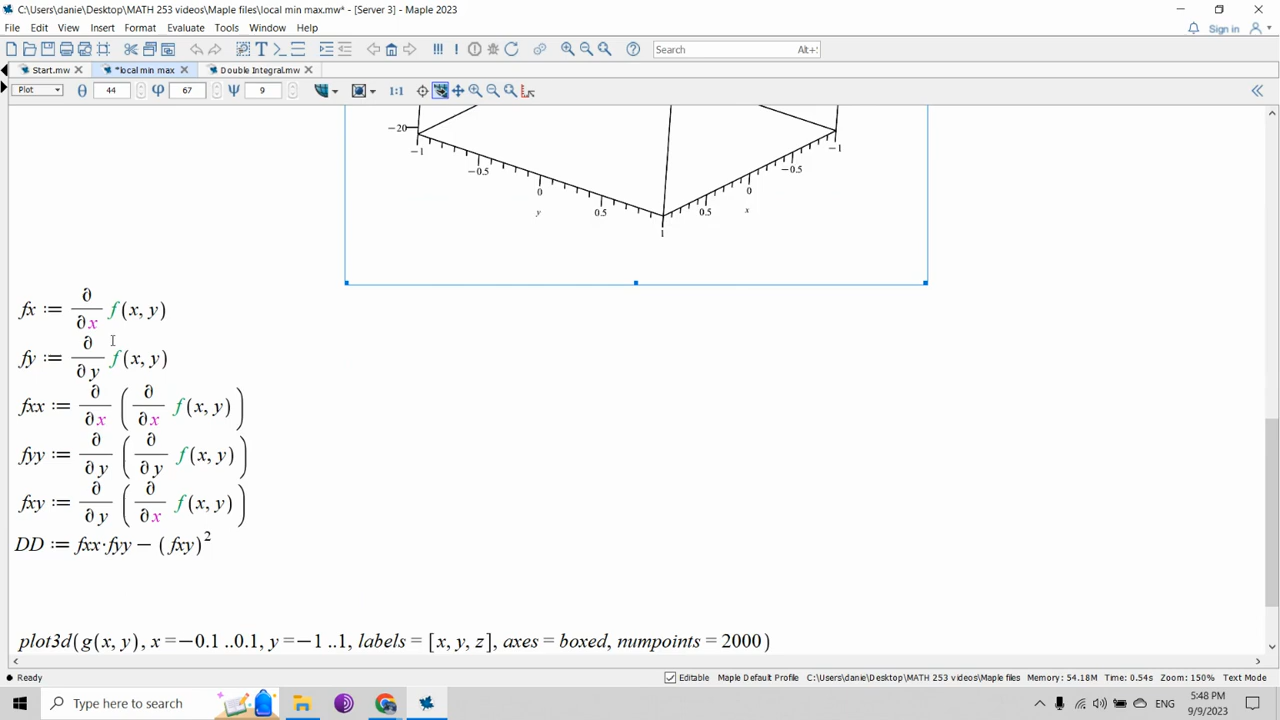 C:\Users\danie\Desktop\MATH 253 videos\Maple files\local min max.mw* - [Server 3] - Maple 2023
File Edit View Insert Format Evaluate Tools Window Help Sign in
Search Alt+S
Start.mw *local min max Double Integral.mw
Plot θ 44 φ 67 ψ 9 1:1
−20
−1 −1
−0.5 −0.5
0 0
0.5 0.5
y x
1
fx := ∂/∂x f(x, y)
fy := ∂/∂y f(x, y)
fxx := ∂/∂x (∂/∂x f(x, y))
fyy := ∂/∂y (∂/∂y f(x, y))
fxy := ∂/∂y (∂/∂x f(x, y))
DD := fxx·fyy − (fxy)²
plot3d(g(x, y), x =−0.1 ..0.1, y =−1 ..1, labels = [x, y, z], axes = boxed, numpoints = 2000)
Ready Editable Maple Default Profile C:\Users\danie\Desktop\MATH 253 videos\Maple files Memory: 54.18M Time: 0.54s Zoom: 150% Text Mode
Type here to search ENG 5:48 PM
9/9/2023